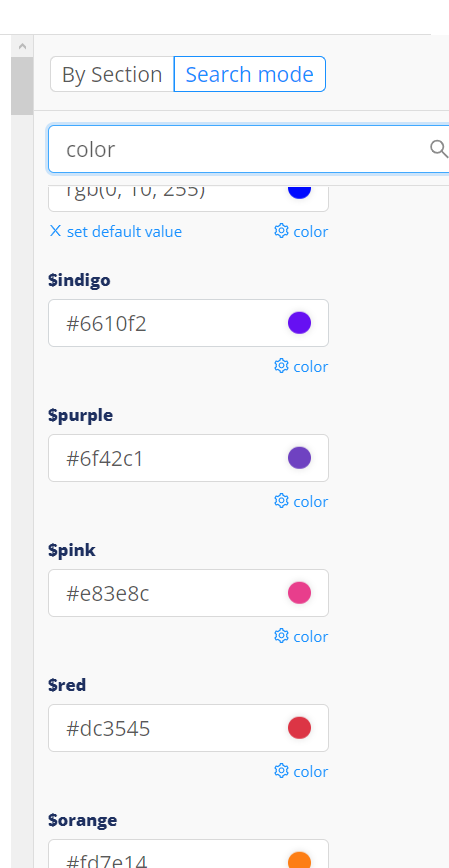 By Section Search mode
color
rgb(0, 10, 255)
X set default value color
$indigo
#6610f2
color
$purple
#6f42c1
color
$pink
#e83e8c
color
$red
#dc3545
color
$orange
#fd7e14